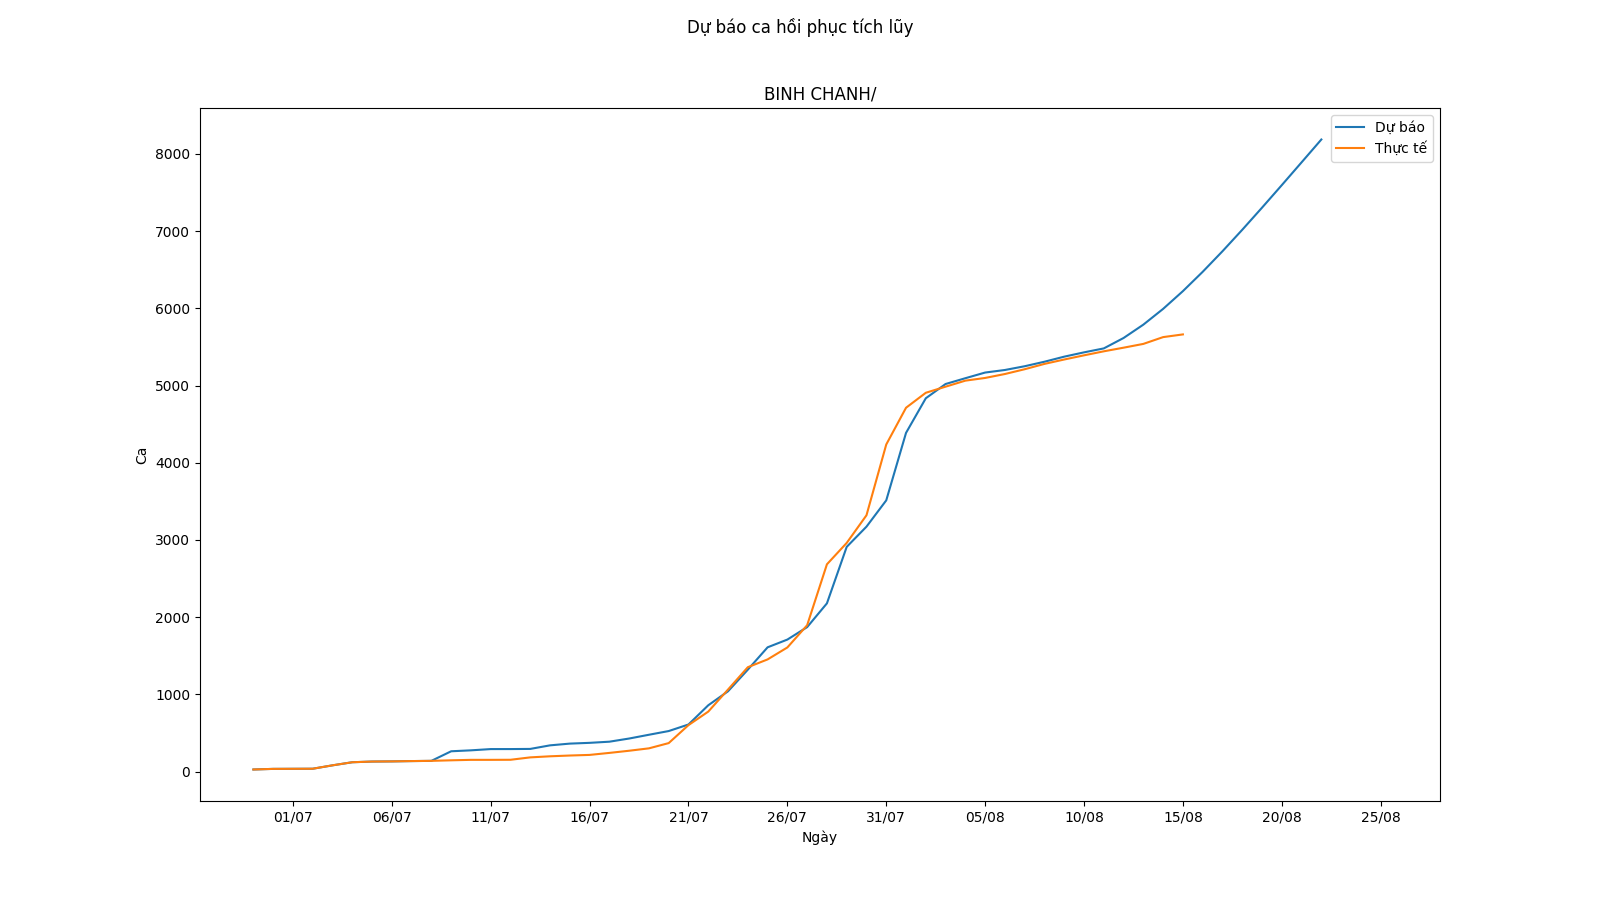 Dự báo ca hồi phục tích lũy
BINH CHANH/
Dự báo
Thực tế
8000
7000
6000
5000
4000
3000
2000
1000
0
Ca
01/07 06/07 11/07 16/07 21/07 26/07 31/07 05/08 10/08 15/08 20/08 25/08
Ngày